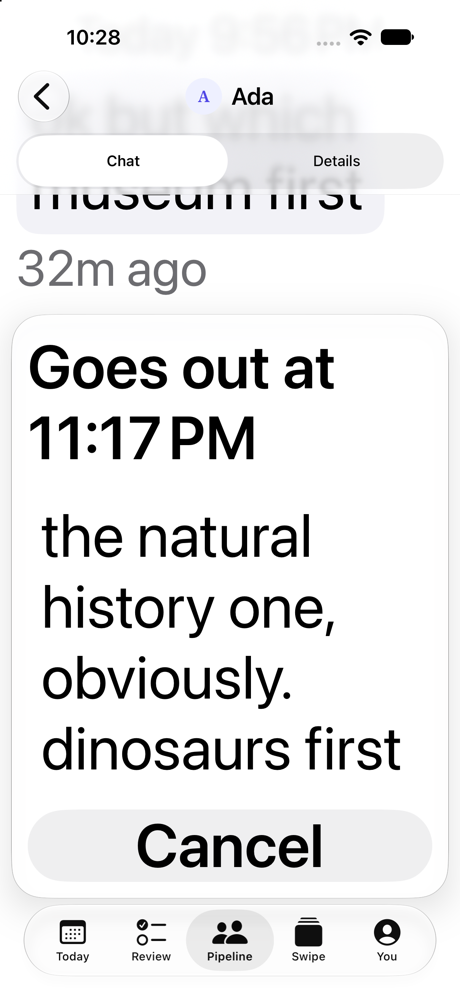 10:28
A Ada
Chat Details
museum first
32m ago
Goes out at
11:17 PM
the natural
history one,
obviously.
dinosaurs first
Cancel
Today Review Pipeline Swipe You